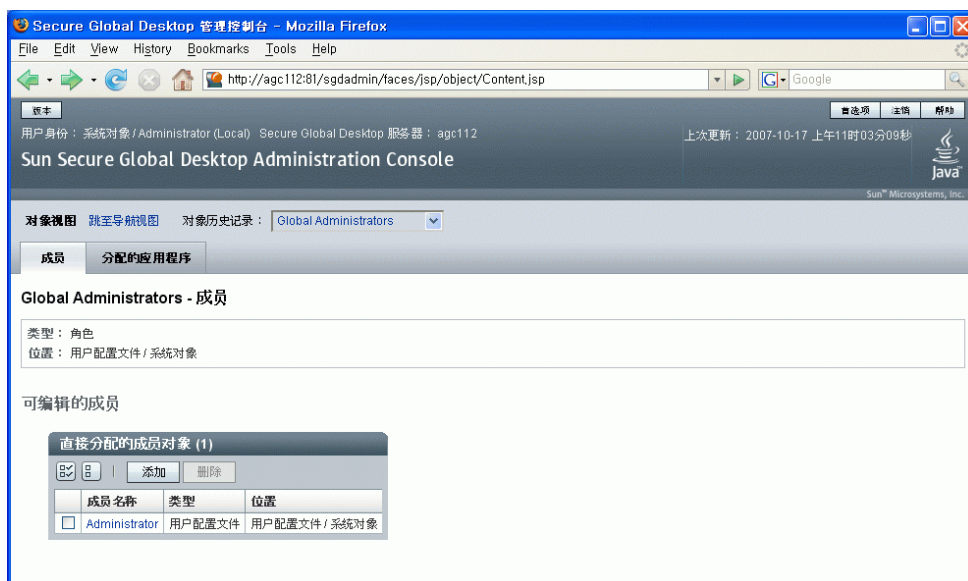 Secure Global Desktop 管理控制台 - Mozilla Firefox
File Edit View History Bookmarks Tools Help
http://agc112:81/sgdadmin/faces/jsp/object/Content.jsp
G Google
版本 首选项 注销 帮助
用户身份： 系统对象 / Administrator (Local) Secure Global Desktop 服务器： agc112 上次更新： 2007-10-17 上午11时03分09秒
Sun Secure Global Desktop Administration Console
Java
Sun™ Microsystems, Inc.
对象视图 跳至导航视图 对象历史记录： Global Administrators
成员 分配的应用程序
Global Administrators - 成员
类型： 角色
位置： 用户配置文件 / 系统对象
可编辑的成员
直接分配的成员对象 (1)
添加 删除
成员名称 类型 位置
Administrator 用户配置文件 用户配置文件 / 系统对象